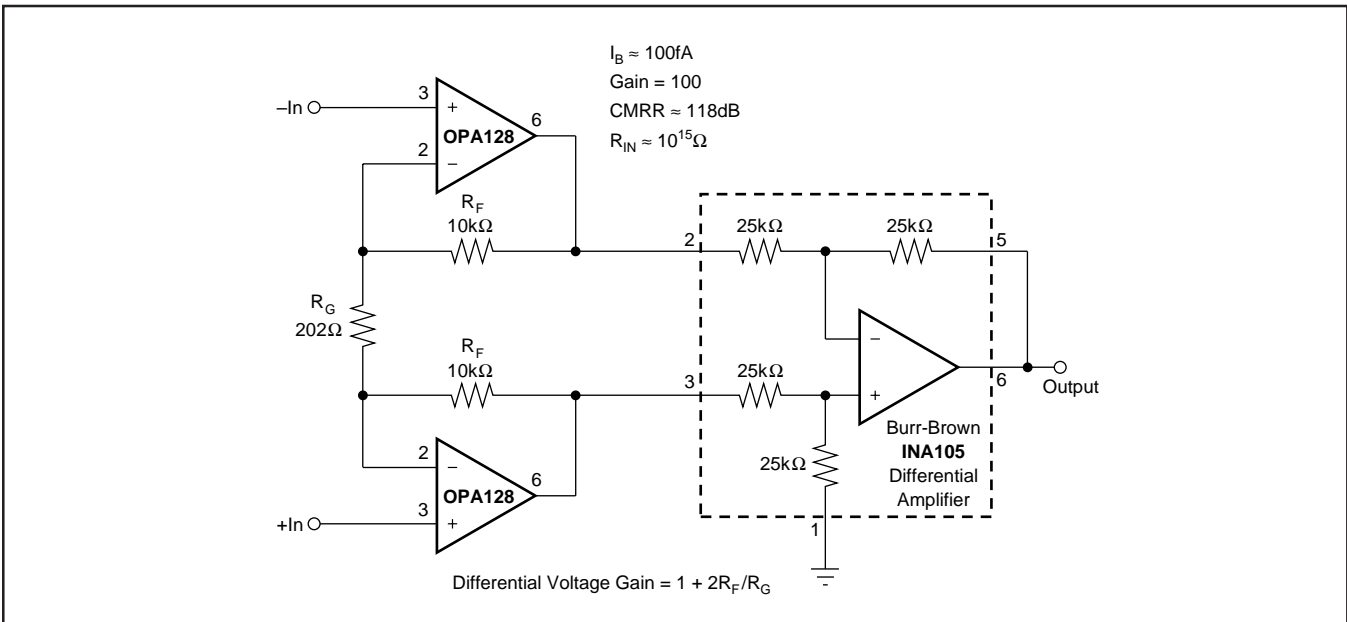 I_B ≈ 100fA
Gain = 100
CMRR ≈ 118dB
R_IN ≈ 10^15Ω
–In
3
+
OPA128
6
2
–
R_F
10kΩ
R_G
202Ω
R_F
10kΩ
2
–
OPA128
6
+In
3
+
2
25kΩ
25kΩ
5
–
3
25kΩ
+
6
Output
25kΩ
1
Burr-Brown
INA105
Differential
Amplifier
Differential Voltage Gain = 1 + 2R_F/R_G